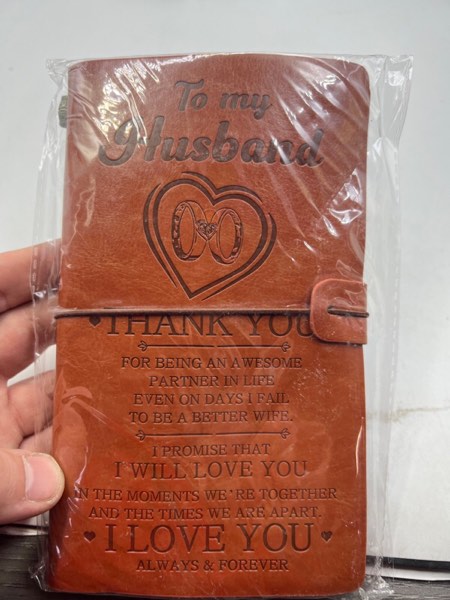 To my
Husband
THANK YOU
FOR BEING AN AWESOME
PARTNER IN LIFE
EVEN ON DAYS I FAIL
TO BE A BETTER WIFE.
I PROMISE THAT
I WILL LOVE YOU
IN THE MOMENTS WE'RE TOGETHER
AND THE TIMES WE ARE APART.
I LOVE YOU
ALWAYS & FOREVER